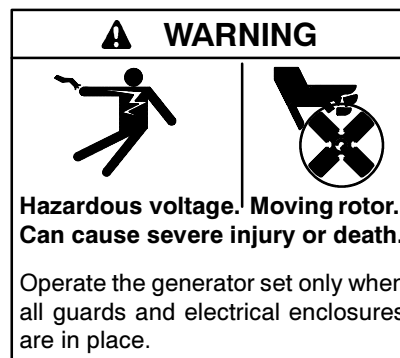 WARNING
Hazardous voltage. Moving rotor.
Can cause severe injury or death.
Operate the generator set only when
all guards and electrical enclosures
are in place.